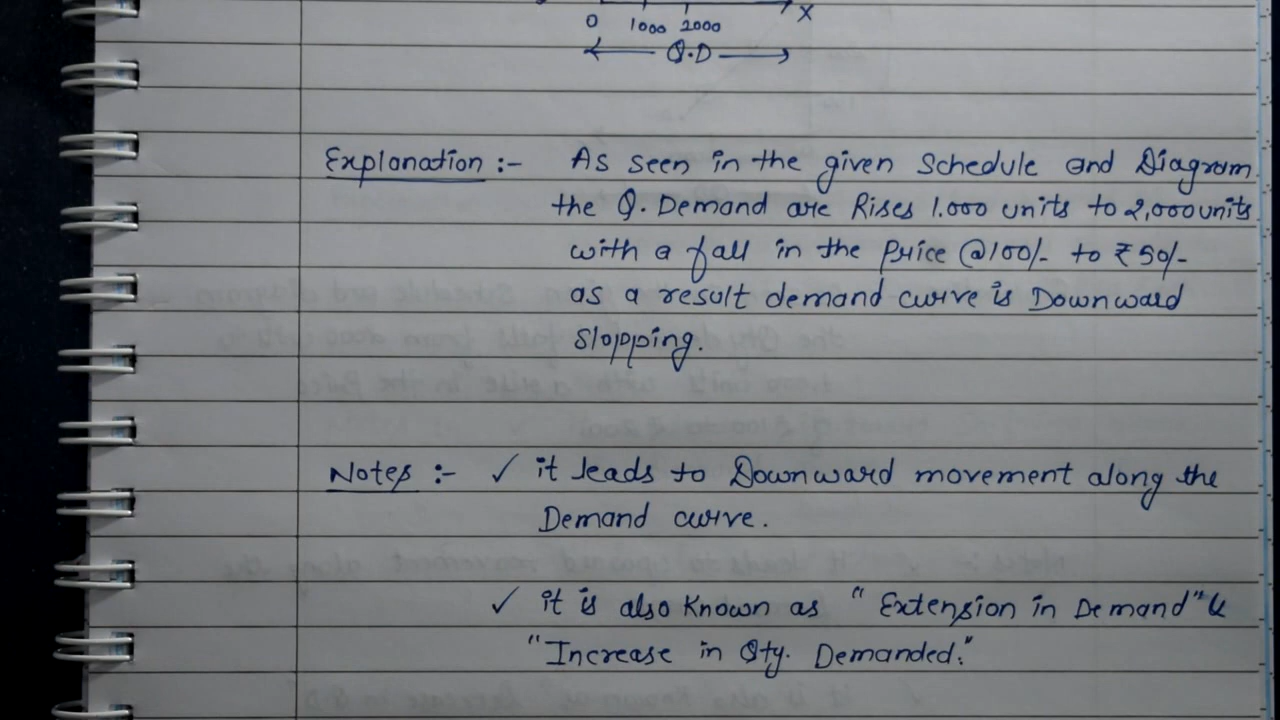 0 1000 2000 X
Q.D
Explanation :- As seen in the given Schedule and Diagram
the Q. Demand are Rises 1.000 units to 2,000 units
with a fall in the Price @100/- to ₹50/-
as a result demand curve is Downward
Slopping.
Notes :- ✓ it leads to Downward movement along the
Demand curve.
✓ it is also Known as "Extension in Demand" &
"Increase in Qty. Demanded."